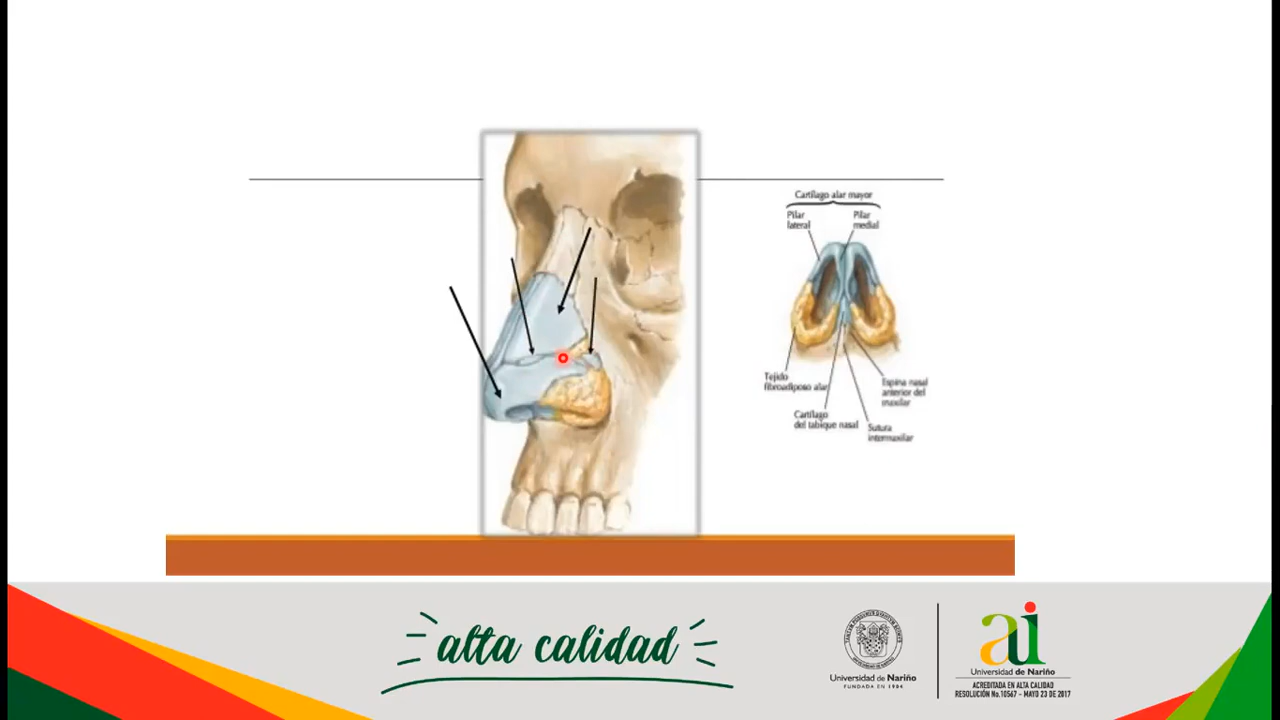 Cartílago alar mayor
Pilar
lateral
Pilar
medial
Tejido
fibroadiposo alar
Espina nasal
anterior del
maxilar
Cartílago
del tabique nasal
Sutura
intermaxilar
alta calidad
Universidad de Nariño
FUNDADA EN 1904
aui
Universidad de Nariño
ACREDITADA EN ALTA CALIDAD
RESOLUCIÓN No.10567 - MAYO 23 DE 2017